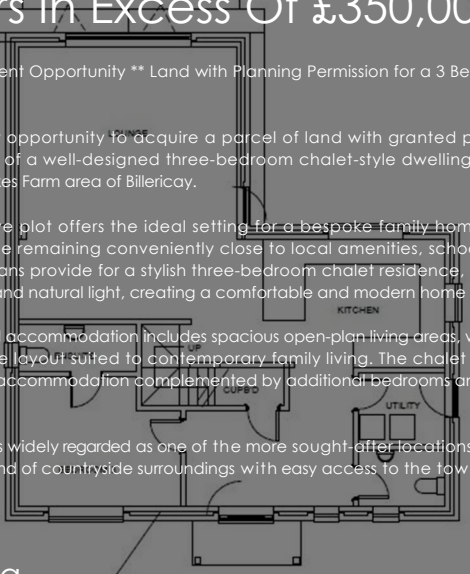 rs In Excess Of £350,00
ent Opportunity ** Land with Planning Permission for a 3 Be
opportunity to acquire a parcel of land with granted p
of a well-designed three-bedroom chalet-style dwelling
es Farm area of Billericay.
ve plot offers the ideal setting for a bespoke family hom
e remaining conveniently close to local amenities, scho
ans provide for a stylish three-bedroom chalet residence,
and natural light, creating a comfortable and modern home
accommodation includes spacious open-plan living areas, w
e layout suited to contemporary family living. The chalet
accommodation complemented by additional bedrooms an
s widely regarded as one of the more sought-after locations
nd of countryside surroundings with easy access to the tow
LOUNGE
KITCHEN
UP
CUPB'D
UTILITY